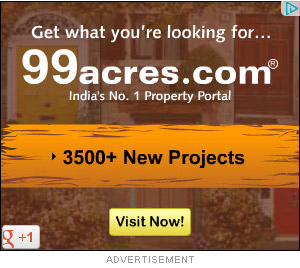 Get what you're looking for...
99acres.com®
India's No. 1 Property Portal
3500+ New Projects
Visit Now!
g +1
ADVERTISEMENT